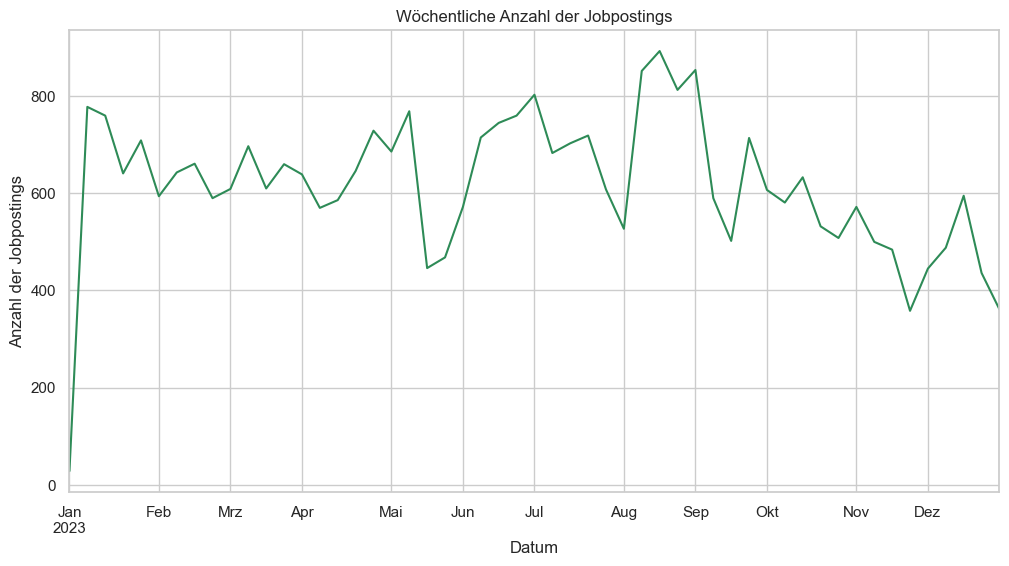 Wöchentliche Anzahl der Jobpostings
Anzahl der Jobpostings
800
600
400
200
0
Jan Feb Mrz Apr Mai Jun Jul Aug Sep Okt Nov Dez
2023
Datum